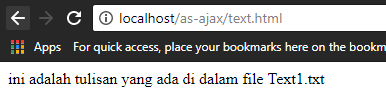 localhost/as-ajax/text.html
Apps For quick access, place your bookmarks here on the b
ini adalah tulisan yang ada di dalam file Text1.txt